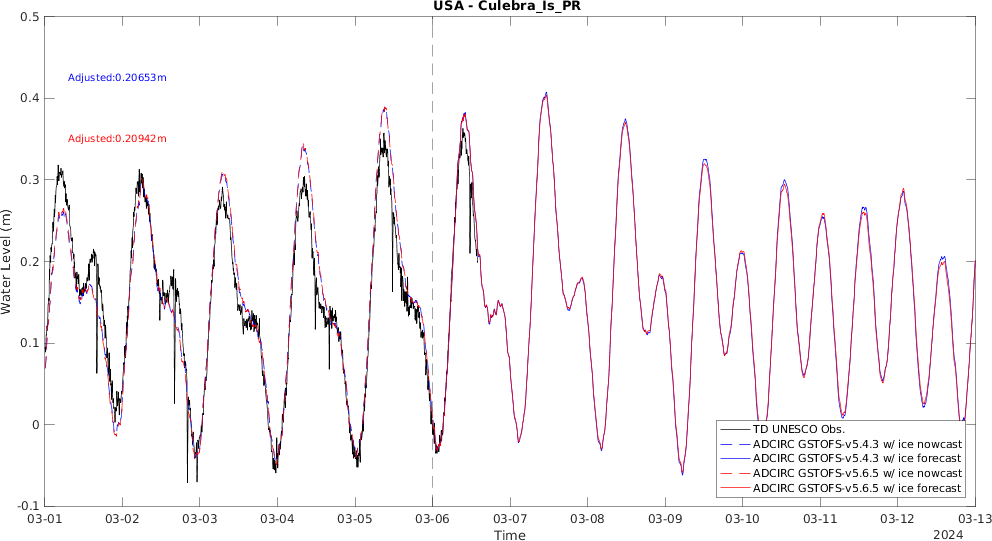 USA - Culebra_Is_PR
0.5
Adjusted:0.20653m
0.4
Adjusted:0.20942m
0.3
0.2
0.1
0
-0.1
Water Level (m)
TD UNESCO Obs.
ADCIRC GSTOFS-v5.4.3 w/ ice nowcast
ADCIRC GSTOFS-v5.4.3 w/ ice forecast
ADCIRC GSTOFS-v5.6.5 w/ ice nowcast
ADCIRC GSTOFS-v5.6.5 w/ ice forecast
03-01 03-02 03-03 03-04 03-05 03-06 03-07 03-08 03-09 03-10 03-11 03-12 03-13
Time
2024